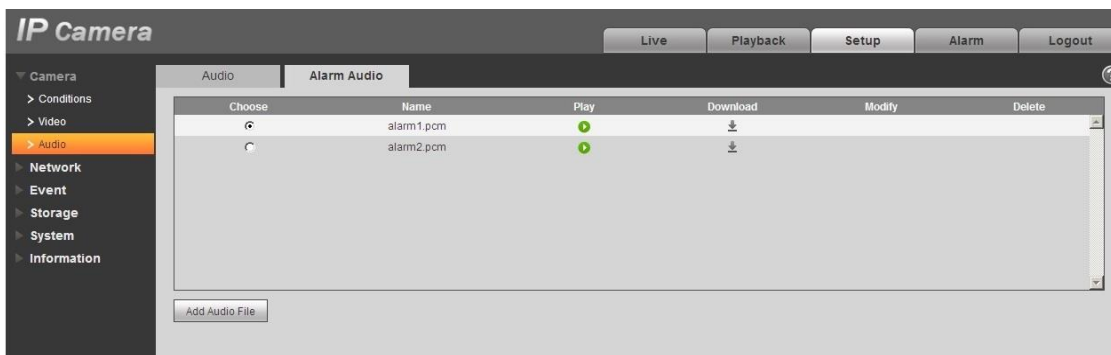 IP Camera
Live Playback Setup Alarm Logout
Camera
Conditions
Video
Audio
Network
Event
Storage
System
Information
Audio Alarm Audio
Choose Name Play Download Modify Delete
alarm1.pcm
alarm2.pcm
Add Audio File